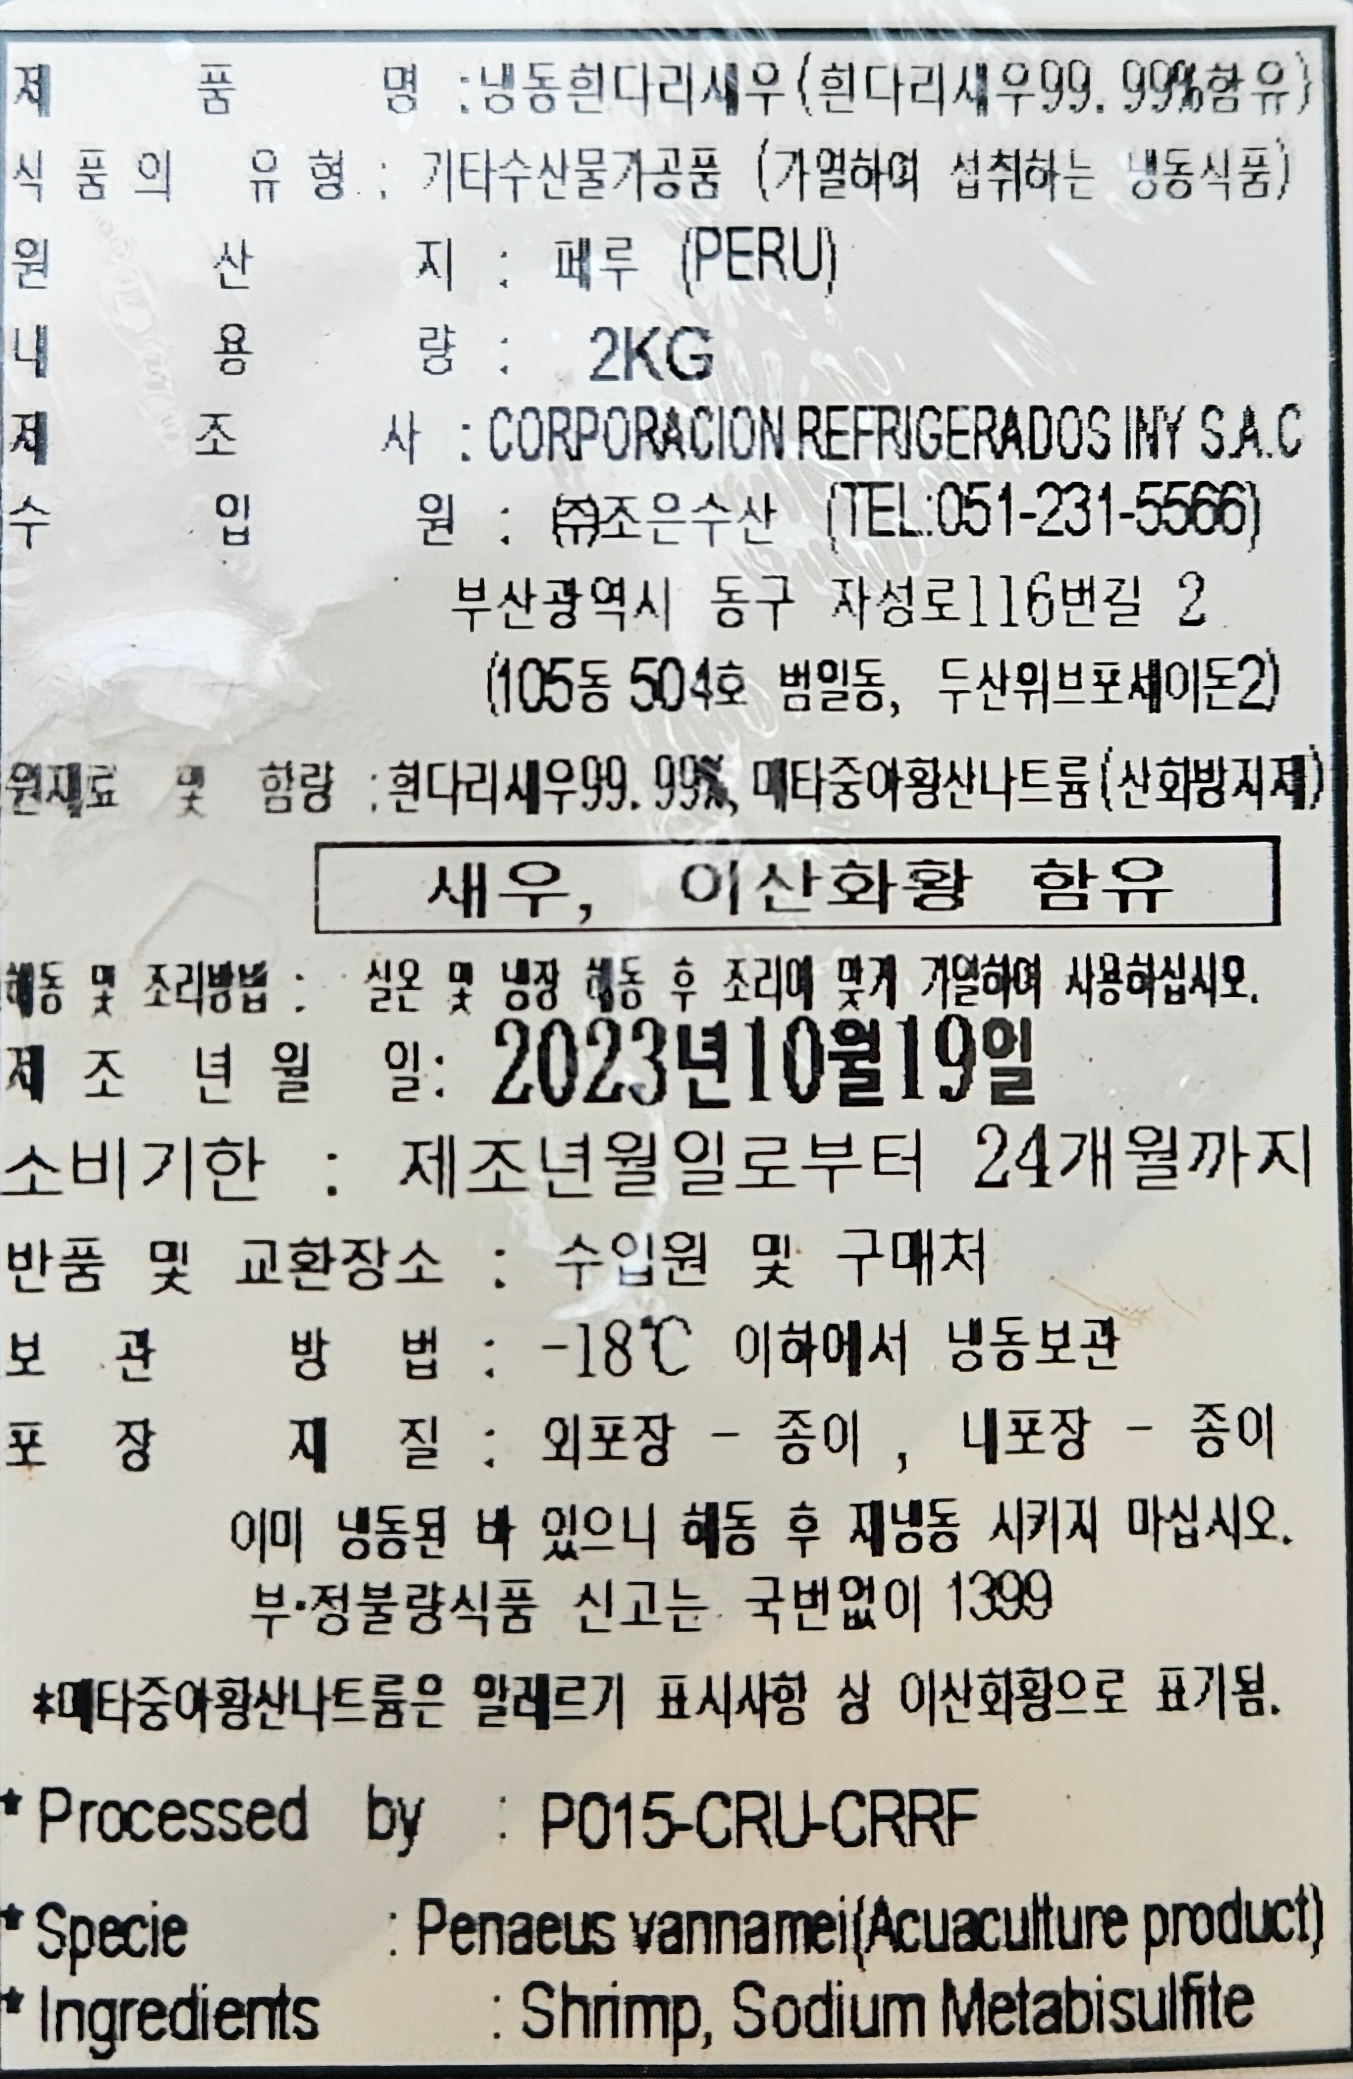 제 품 명 : 냉동흰다리새우(흰다리새우99.99%함유)
식품의 유형 : 기타수산물가공품 (가열하여 섭취하는 냉동식품)
원 산 지 : 페루 (PERU)
내 용 량 : 2KG
제 조 사 : CORPORACION REFRIGERADOS INY S.A.C
수 입 원 : ㈜조은수산 (TEL:051-231-5566)
부산광역시 동구 자성로116번길 2
(105동 504호 범일동, 두산위브포세이돈2)
원재료 및 함량 : 흰다리새우99.99%, 메타중아황산나트륨(산화방지제)
새우, 이산화황 함유
해동 및 조리방법 : 실온 및 냉장 해동 후 조리에 맞게 가열하여 사용하십시오.
제 조 년 월 일: 2023년10월19일
소비기한 : 제조년월일로부터 24개월까지
반품 및 교환장소 : 수입원 및 구매처
보 관 방 법 : -18℃ 이하에서 냉동보관
포 장 재 질 : 외포장 - 종이 , 내포장 - 종이
이미 냉동된 바 있으니 해동 후 재냉동 시키지 마십시오.
부·정불량식품 신고는 국번없이 1399
*메타중아황산나트륨은 알레르기 표시사항 상 이산화황으로 표기됨.
* Processed by : P015-CRU-CRRF
* Specie : Penaeus vannamei(Acuaculture product)
* Ingredients : Shrimp, Sodium Metabisulfite